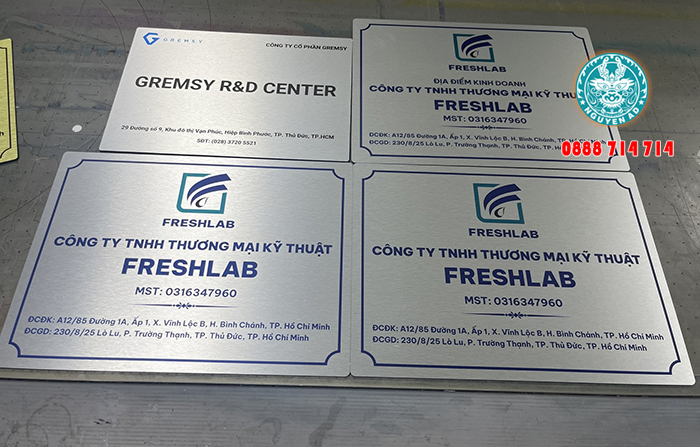 GREMSY
CÔNG TY CỔ PHẦN GREMSY
GREMSY R&D CENTER
29 Đường số 9, Khu đô thị Vạn Phúc, Hiệp Bình Phước, TP. Thủ Đức, TP.HCM
SĐT: (028) 3720 5521
FRESHLAB
ĐỊA ĐIỂM KINH DOANH
CÔNG TY TNHH THƯƠNG MẠI KỸ THUẬT
FRESHLAB
MST: 0316347960
ĐCĐK: A12/85 Đường 1A, Ấp 1, X. Vĩnh Lộc B, H. Bình Chánh, TP. Hồ Chí Minh
ĐCGD: 230/8/25 Lò Lu, P. Trường Thạnh, TP. Thủ Đức, TP. Hồ Chí Minh
NGUYEN AD
0888 714 714
FRESHLAB
CÔNG TY TNHH THƯƠNG MẠI KỸ THUẬT
FRESHLAB
MST: 0316347960
ĐCĐK: A12/85 Đường 1A, Ấp 1, X. Vĩnh Lộc B, H. Bình Chánh, TP. Hồ Chí Minh
ĐCGD: 230/8/25 Lò Lu, P. Trường Thạnh, TP. Thủ Đức, TP. Hồ Chí Minh
FRESHLAB
CÔNG TY TNHH THƯƠNG MẠI KỸ THUẬT
FRESHLAB
MST: 0316347960
ĐCĐK: A12/85 Đường 1A, Ấp 1, X. Vĩnh Lộc B, H. Bình Chánh, TP. Hồ Chí Minh
ĐCGD: 230/8/25 Lò Lu, P. Trường Thạnh, TP. Thủ Đức, TP. Hồ Chí Minh